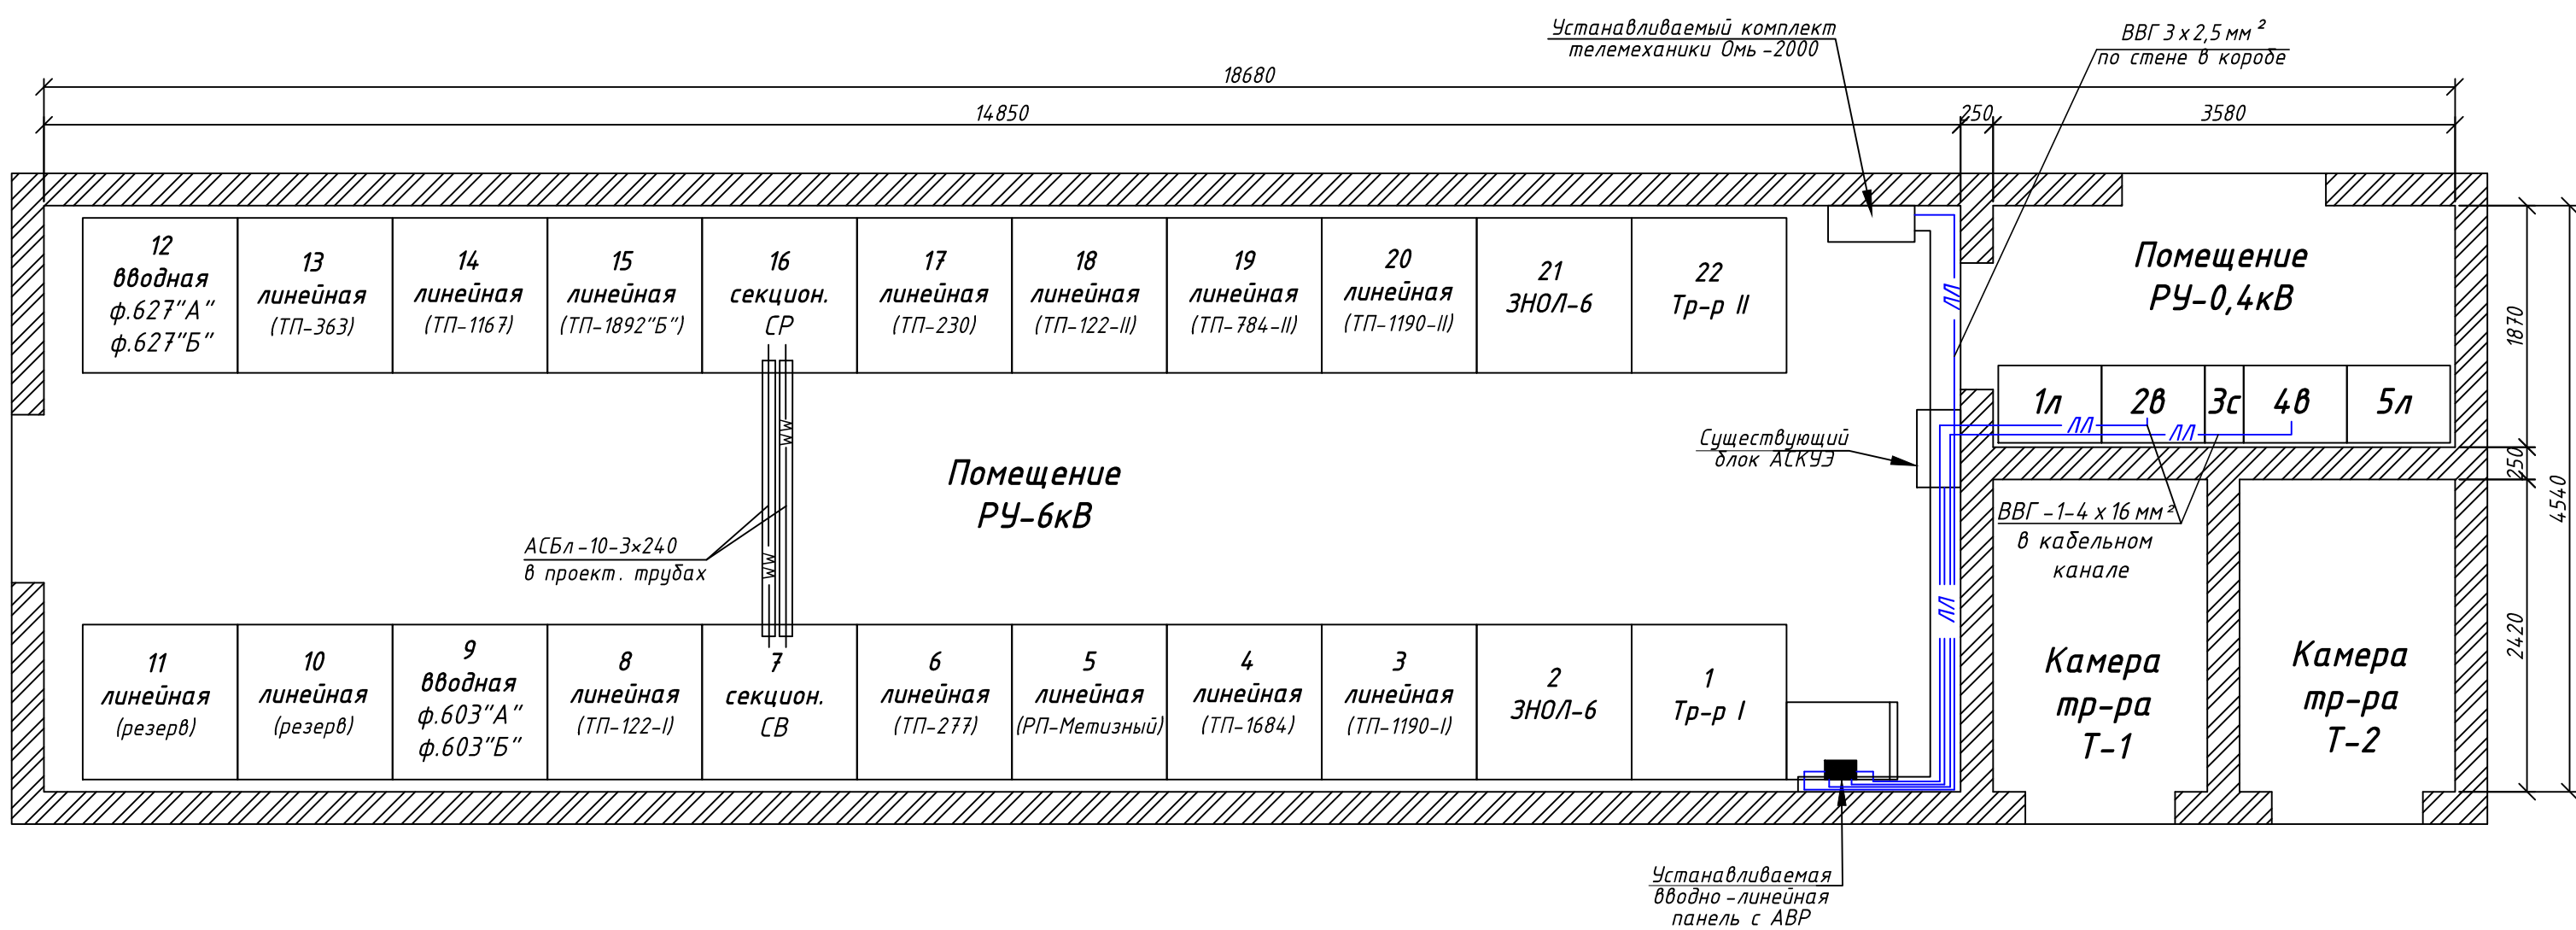 Устанавливаемый комплект
телемеханики Омь-2000
ВВГ 3 х 2,5 мм²
по стене в коробе
18680
14850
250
3580
12
вводная
ф.627"А"
ф.627"Б"
13
линейная
(ТП-363)
14
линейная
(ТП-1167)
15
линейная
(ТП-1892"Б")
16
секцион.
СР
17
линейная
(ТП-230)
18
линейная
(ТП-122-II)
19
линейная
(ТП-784-II)
20
линейная
(ТП-1190-II)
21
ЗНОЛ-6
22
Тр-р II
Помещение
РУ-0,4кВ
1л
2в
3с
4в
5л
1870
250
2420
4540
Существующий
блок АСКУЭ
Помещение
РУ-6кВ
АСБл-10-3×240
в проект. трубах
ВВГ-1-4 х 16 мм²
в кабельном
канале
11
линейная
(резерв)
10
линейная
(резерв)
9
вводная
ф.603"А"
ф.603"Б"
8
линейная
(ТП-122-I)
7
секцион.
СВ
6
линейная
(ТП-277)
5
линейная
(РП-Метизный)
4
линейная
(ТП-1684)
3
линейная
(ТП-1190-I)
2
ЗНОЛ-6
1
Тр-р I
Камера
тр-ра
Т-1
Камера
тр-ра
Т-2
Устанавливаемая
вводно-линейная
панель с АВР